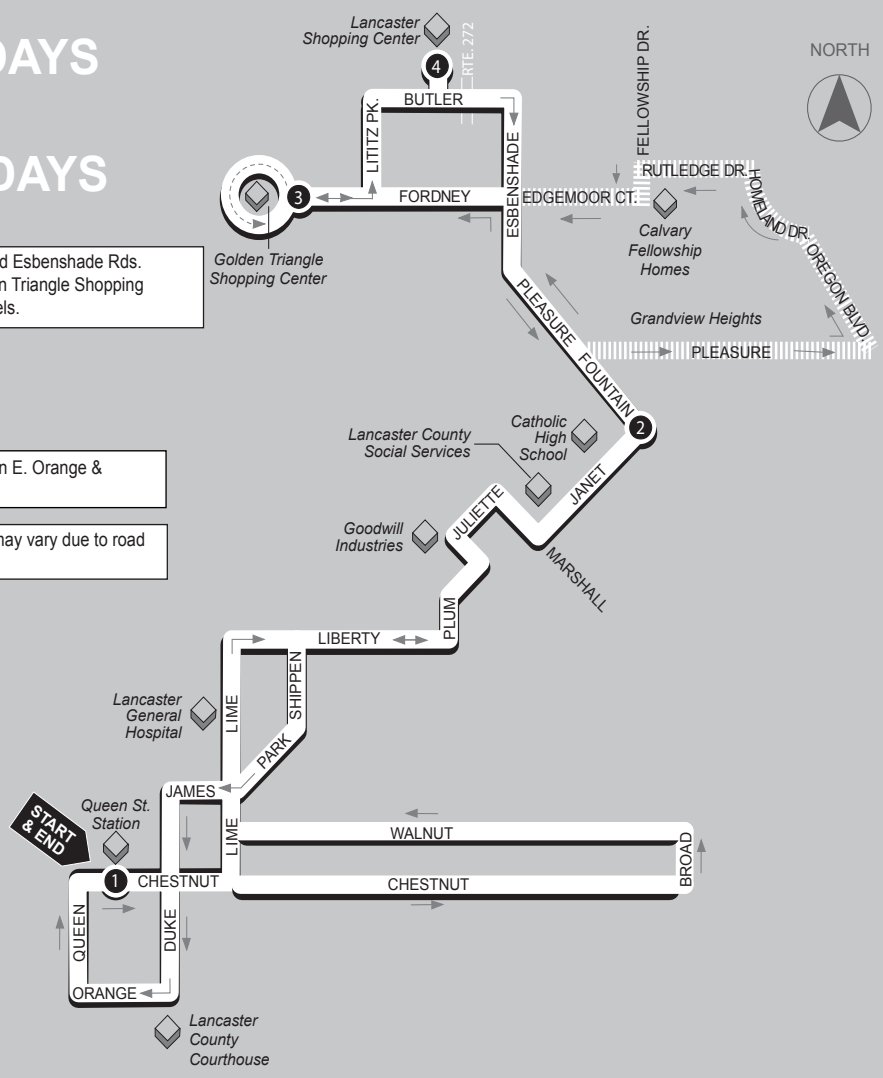 DAYS
DAYS
d Esbenshade Rds.
n Triangle Shopping
els.
n E. Orange &
may vary due to road
Lancaster
Shopping Center
RTE. 272
4
BUTLER
LITITZ PK.
ESBENSHADE
FELLOWSHIP DR.
NORTH
3
FORDNEY
EDGEMOOR CT.
RUTLEDGE DR.
HOMELAND DR.
OREGON BLVD.
Golden Triangle
Shopping Center
Calvary
Fellowship
Homes
Grandview Heights
PLEASURE
PLEASURE
FOUNTAIN
2
Catholic
High
School
Lancaster County
Social Services
JANET
JULIETTE
MARSHALL
Goodwill
Industries
PLUM
LIBERTY
SHIPPEN
LIME
Lancaster
General
Hospital
PARK
JAMES
Queen St.
Station
START
& END
LIME
WALNUT
BROAD
1
CHESTNUT
CHESTNUT
QUEEN
DUKE
ORANGE
Lancaster
County
Courthouse